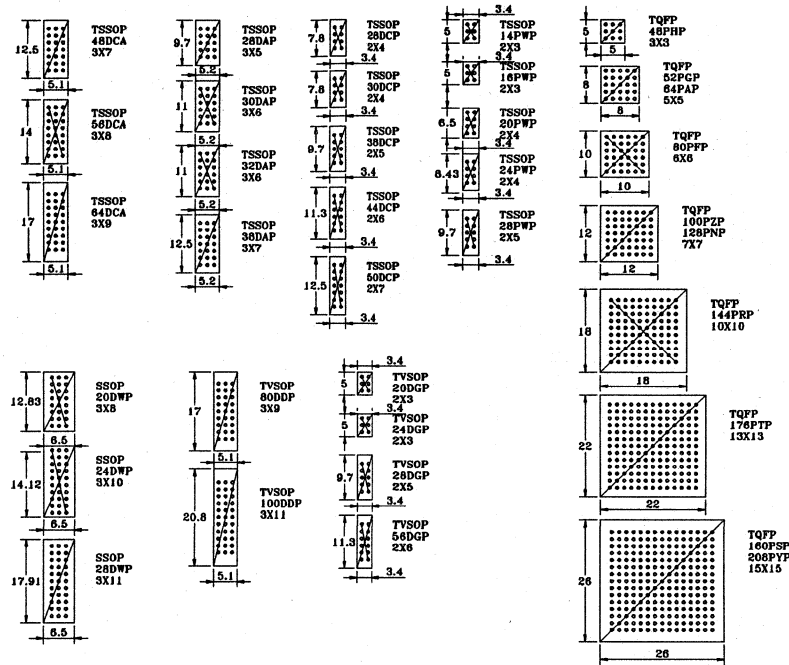 12.5
5.1
TSSOP
48DCA
3X7
14
5.1
TSSOP
56DCA
3X8
17
5.1
TSSOP
64DCA
3X9
9.7
5.2
TSSOP
28DAP
3X5
11
5.2
TSSOP
30DAP
3X6
11
5.2
TSSOP
32DAP
3X6
12.5
5.2
TSSOP
38DAP
3X7
7.8
3.4
TSSOP
28DCP
2X4
7.8
3.4
TSSOP
30DCP
2X4
9.7
3.4
TSSOP
38DCP
2X5
11.3
3.4
TSSOP
44DCP
2X6
12.5
3.4
TSSOP
50DCP
2X7
3.4
5
TSSOP
14PWP
2X3
5
3.4
TSSOP
16PWP
2X3
6.5
3.4
TSSOP
20PWP
2X4
8.43
3.4
TSSOP
24PWP
2X4
9.7
3.4
TSSOP
28PWP
2X5
5
5
TQFP
48PHP
3X3
8
8
TQFP
52PGP
64PAP
5X5
10
10
TQFP
80PFP
6X6
12
12
TQFP
100PZP
128PNP
7X7
18
18
TQFP
144PRP
10X10
22
22
TQFP
176PTP
13X13
26
26
TQFP
160PSP
208PYP
15X15
12.83
6.5
SSOP
20DWP
3X8
14.12
6.5
SSOP
24DWP
3X10
17.91
6.5
SSOP
28DWP
3X11
17
5.1
TVSOP
80DDP
3X9
20.8
5.1
TVSOP
100DDP
3X11
3.4
5
TVSOP
20DGP
2X3
3.4
5
TVSOP
24DGP
2X3
9.7
3.4
TVSOP
28DGP
2X5
11.3
3.4
TVSOP
56DGP
2X6